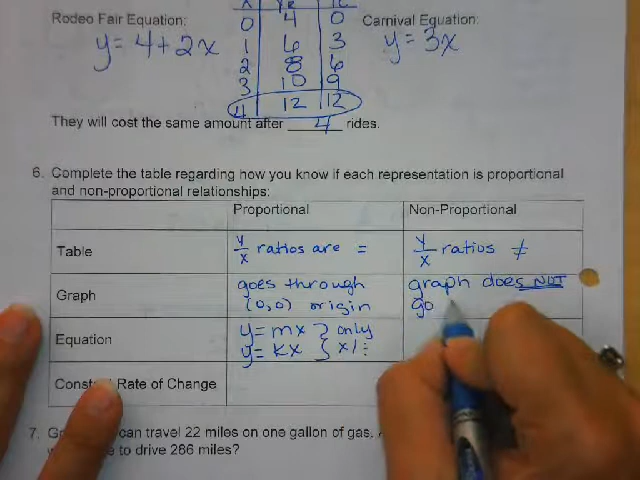 Rodeo Fair Equation:
y = 4 + 2x
0 4 0
1 6 3
2 8 6
3 10 9
4 12 12
Carnival Equation:
y = 3x
They will cost the same amount after 4 rides.
6. Complete the table regarding how you know if each representation is proportional
and non-proportional relationships:
Proportional Non-Proportional
Table y/x ratios are = y/x ratios ≠
Graph goes through graph does NOT
(0,0) origin go
Equation y = mx } only
y = kx } x/÷
Rate of Change
7. can travel 22 miles on one gallon of gas.
to drive 286 miles?